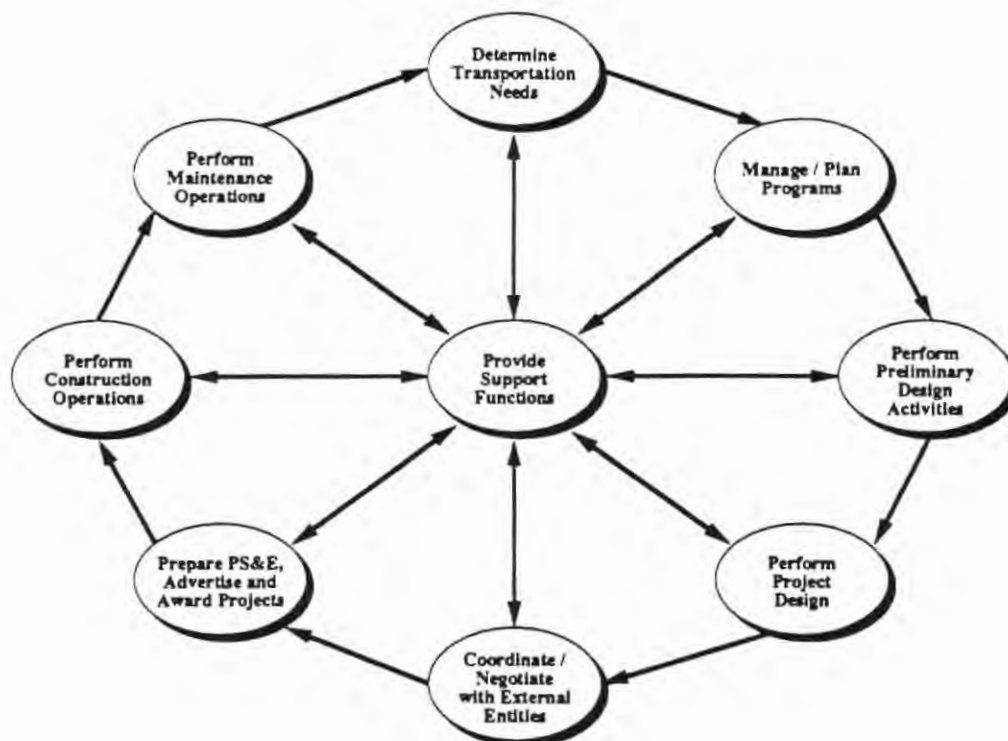 Determine
Transportation
Needs
Perform
Maintenance
Operations
Manage / Plan
Programs
Perform
Construction
Operations
Provide
Support
Functions
Perform
Preliminary
Design
Activities
Prepare PS&E,
Advertise and
Award Projects
Perform
Project
Design
Coordinate /
Negotiate
with External
Entities